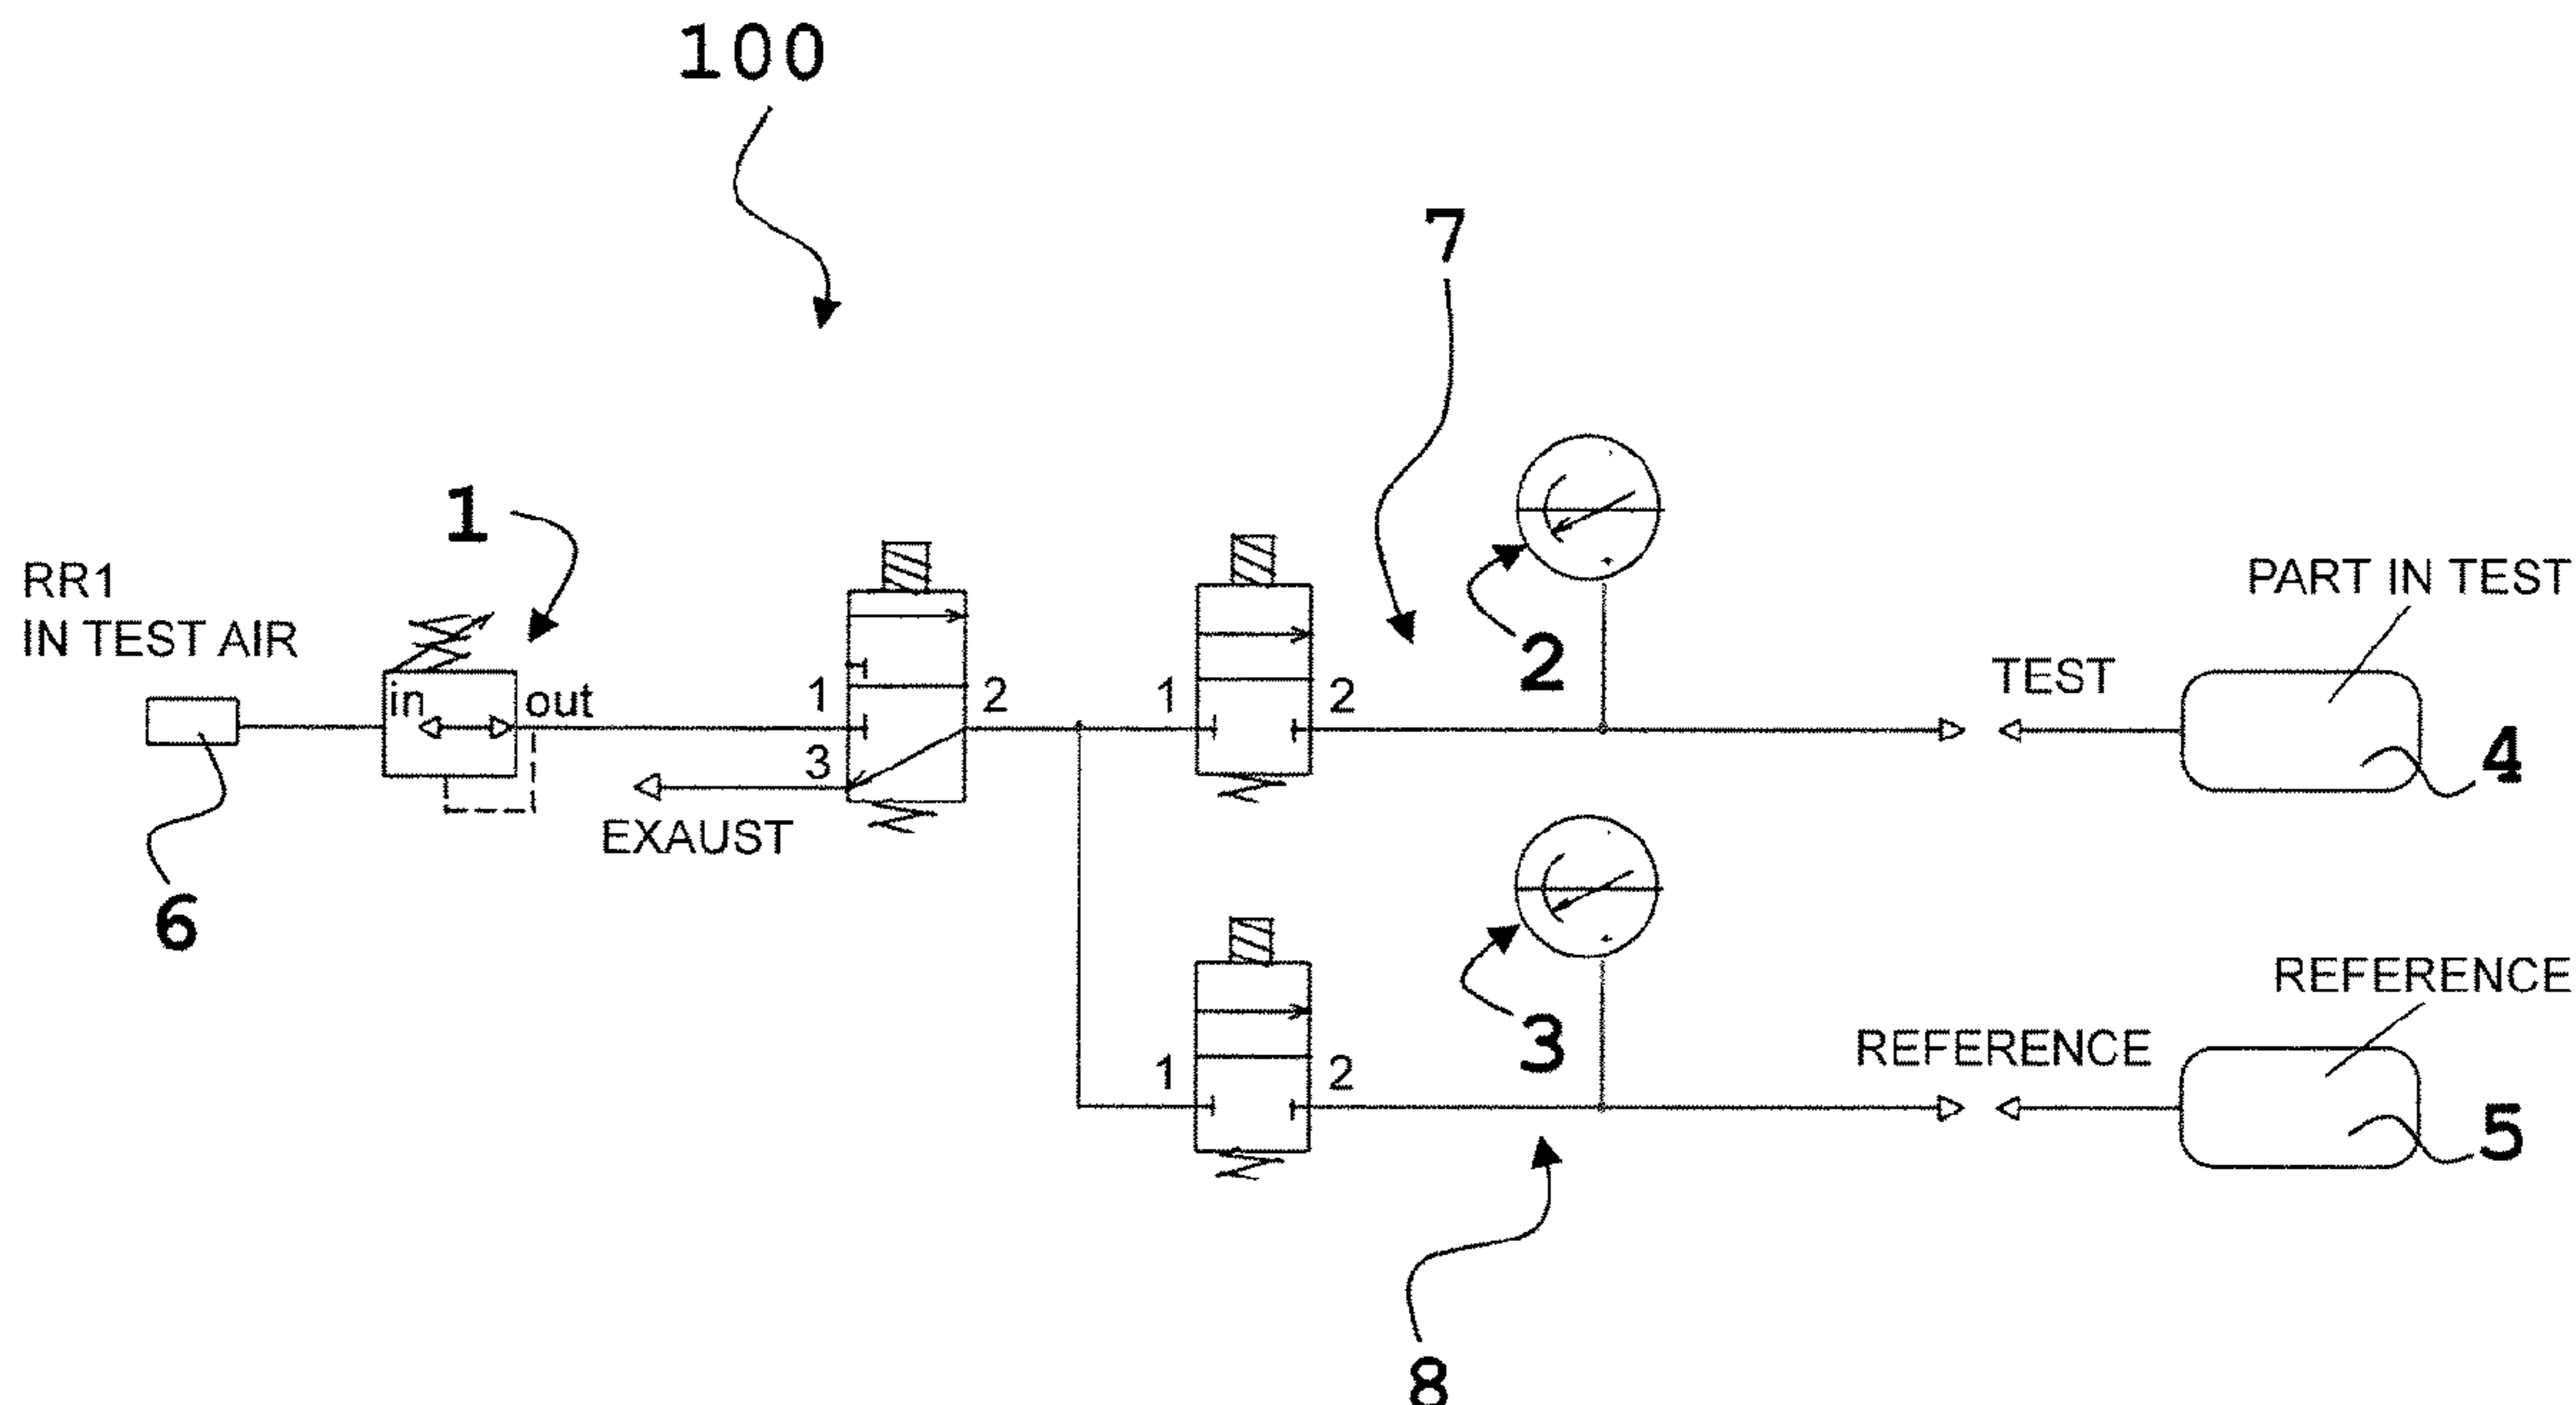 100
7
1
RR1
IN TEST AIR
in
out
1
2
3
EXAUST
1
2
2
TEST
PART IN TEST
4
6
3
1
2
REFERENCE
REFERENCE
5
8